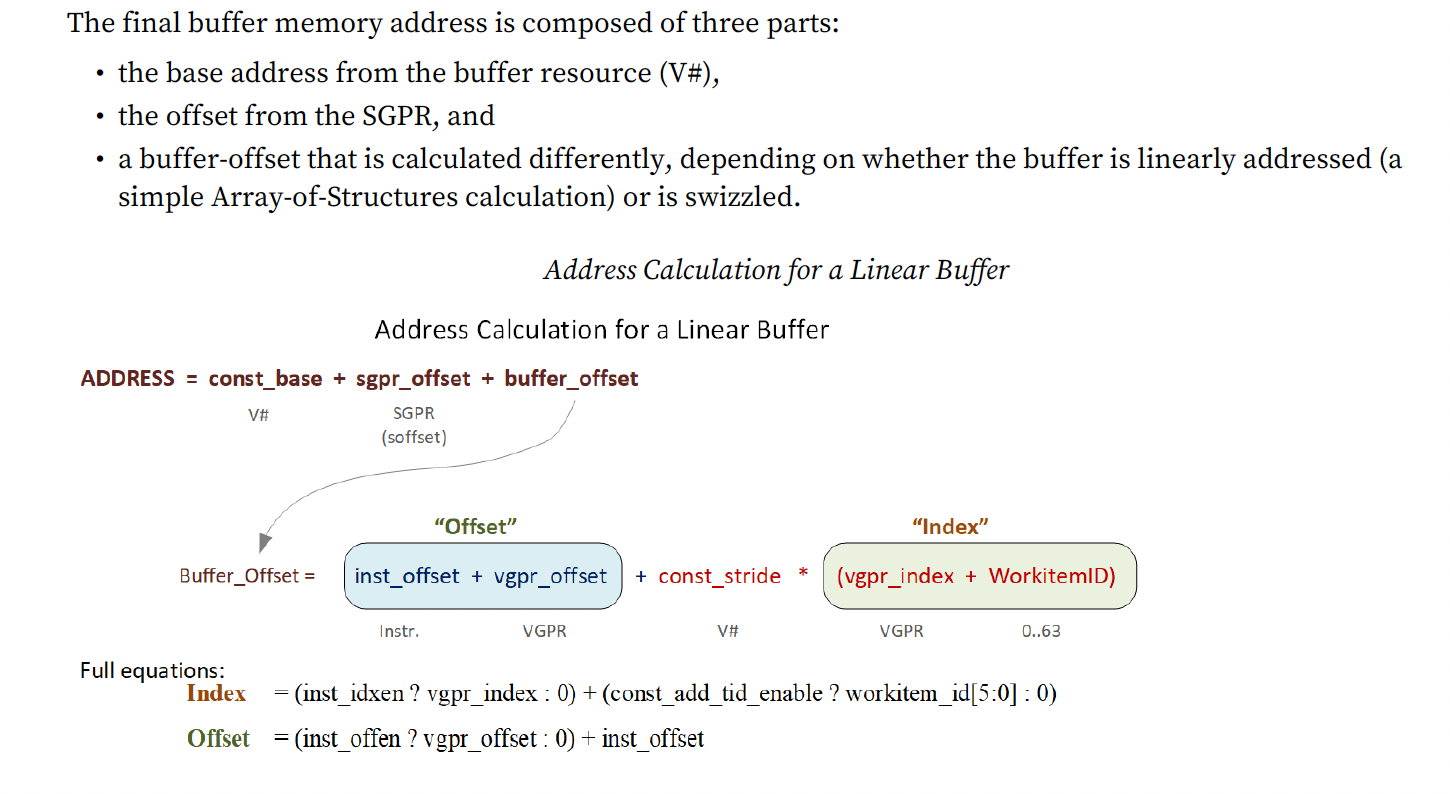 The final buffer memory address is composed of three parts:
• the base address from the buffer resource (V#),
• the offset from the SGPR, and
• a buffer-offset that is calculated differently, depending on whether the buffer is linearly addressed (a
simple Array-of-Structures calculation) or is swizzled.
Address Calculation for a Linear Buffer
Address Calculation for a Linear Buffer
ADDRESS = const_base + sgpr_offset + buffer_offset
V# SGPR
(soffset)
“Offset” “Index”
Buffer_Offset = inst_offset + vgpr_offset + const_stride * (vgpr_index + WorkitemID)
Instr. VGPR V# VGPR 0..63
Full equations:
Index = (inst_idxen ? vgpr_index : 0) + (const_add_tid_enable ? workitem_id[5:0] : 0)
Offset = (inst_offen ? vgpr_offset : 0) + inst_offset